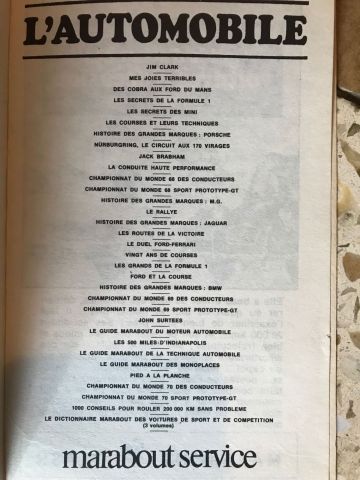 L'AUTOMOBILE
JIM CLARK
MES JOIES TERRIBLES
DES COBRA AUX FORD DU MANS
LES SECRETS DE LA FORMULE 1
LES SECRETS DES MINI
LES COURSES ET LEURS TECHNIQUES
HISTOIRE DES GRANDES MARQUES : PORSCHE
NÜRBURGRING, LE CIRCUIT AUX 170 VIRAGES
JACK BRABHAM
LA CONDUITE HAUTE PERFORMANCE
CHAMPIONNAT DU MONDE 68 DES CONDUCTEURS
CHAMPIONNAT DU MONDE 68 SPORT PROTOTYPE-GT
HISTOIRE DES GRANDES MARQUES : M.G.
LE RALLYE
HISTOIRE DES GRANDES MARQUES : JAGUAR
LES ROUTES DE LA VICTOIRE
LE DUEL FORD-FERRARI
VINGT ANS DE COURSES
LES GRANDS DE LA FORMULE 1
FORD ET LA COURSE
HISTOIRE DES GRANDES MARQUES : BMW
CHAMPIONNAT DU MONDE 69 DES CONDUCTEURS
CHAMPIONNAT DU MONDE 69 SPORT PROTOTYPE-GT
JOHN SURTEES
LE GUIDE MARABOUT DU MOTEUR AUTOMOBILE
LES 500 MILES D'INDIANAPOLIS
LE GUIDE MARABOUT DE LA TECHNIQUE AUTOMOBILE
LE GUIDE MARABOUT DES MONOPLACES
PIED A LA PLANCHE
CHAMPIONNAT DU MONDE 70 DES CONDUCTEURS
CHAMPIONNAT DU MONDE 70 SPORT PROTOTYPE-GT
1000 CONSEILS POUR ROULER 200 000 KM SANS PROBLEME
LE DICTIONNAIRE MARABOUT DES VOITURES DE SPORT ET DE COMPETITION
(3 volumes)
marabout service